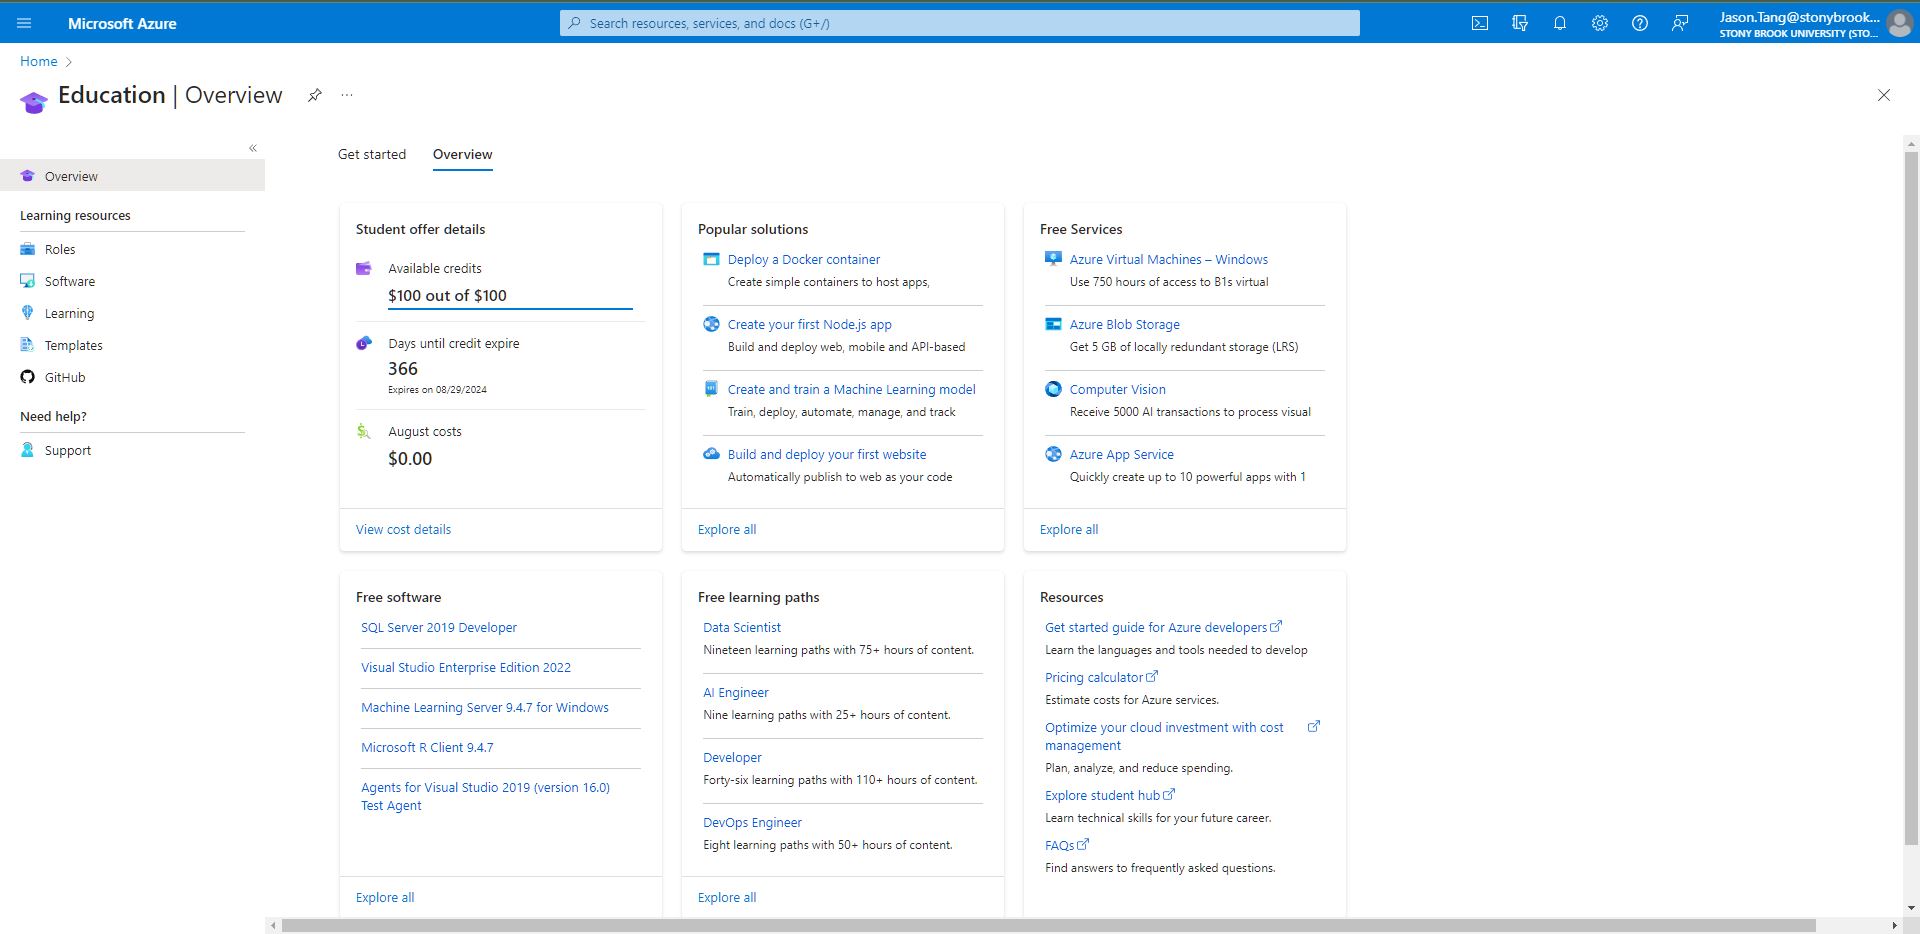 Microsoft Azure
Search resources, services, and docs (G+/)
Jason.Tang@stonybrook...
STONY BROOK UNIVERSITY (STO...
Home
Education | Overview
...
«
Overview
Learning resources
Roles
Software
Learning
Templates
GitHub
Need help?
Support
Get started
Overview
Student offer details
Available credits
$100 out of $100
Days until credit expire
366
Expires on 08/29/2024
August costs
$0.00
View cost details
Popular solutions
Deploy a Docker container
Create simple containers to host apps,
Create your first Node.js app
Build and deploy web, mobile and API-based
Create and train a Machine Learning model
Train, deploy, automate, manage, and track
Build and deploy your first website
Automatically publish to web as your code
Explore all
Free Services
Azure Virtual Machines – Windows
Use 750 hours of access to B1s virtual
Azure Blob Storage
Get 5 GB of locally redundant storage (LRS)
Computer Vision
Receive 5000 AI transactions to process visual
Azure App Service
Quickly create up to 10 powerful apps with 1
Explore all
Free software
SQL Server 2019 Developer
Visual Studio Enterprise Edition 2022
Machine Learning Server 9.4.7 for Windows
Microsoft R Client 9.4.7
Agents for Visual Studio 2019 (version 16.0)
Test Agent
Explore all
Free learning paths
Data Scientist
Nineteen learning paths with 75+ hours of content.
AI Engineer
Nine learning paths with 25+ hours of content.
Developer
Forty-six learning paths with 110+ hours of content.
DevOps Engineer
Eight learning paths with 50+ hours of content.
Explore all
Resources
Get started guide for Azure developers
Learn the languages and tools needed to develop
Pricing calculator
Estimate costs for Azure services.
Optimize your cloud investment with cost
management
Plan, analyze, and reduce spending.
Explore student hub
Learn technical skills for your future career.
FAQs
Find answers to frequently asked questions.